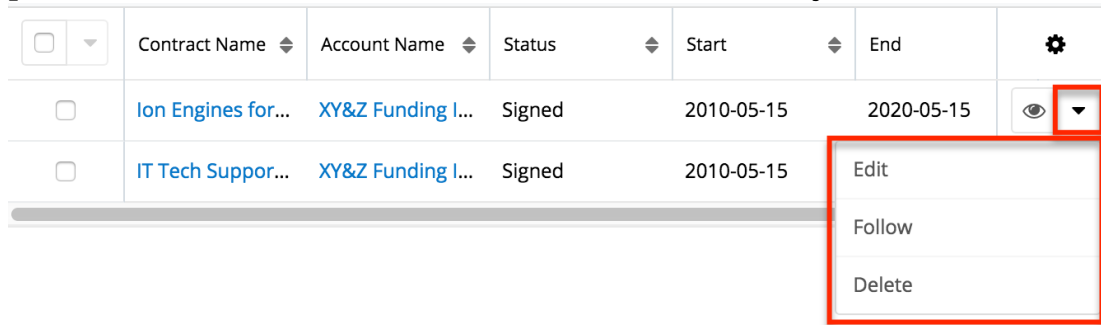 Contract Name Account Name Status Start End
Ion Engines for... XY&Z Funding I... Signed 2010-05-15 2020-05-15
IT Tech Suppor... XY&Z Funding I... Signed 2010-05-15
Edit
Follow
Delete